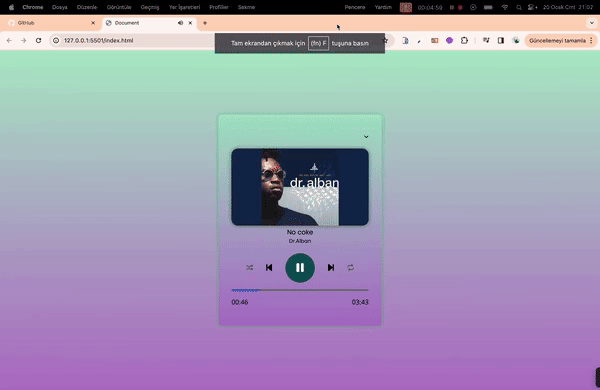 Chrome Dosya Düzenle Görüntüle Geçmiş Yer İşaretleri Profiller Sekme Pencere Yardım 00:04:59 20 Ocak Cmt 21:02
GitHub Document
127.0.0.1:5501/index.html Güncellemeyi tamamla
Tam ekrandan çıkmak için (fn) F tuşuna basın
dr. alban
No coke
Dr.Alban
00:46 03:43